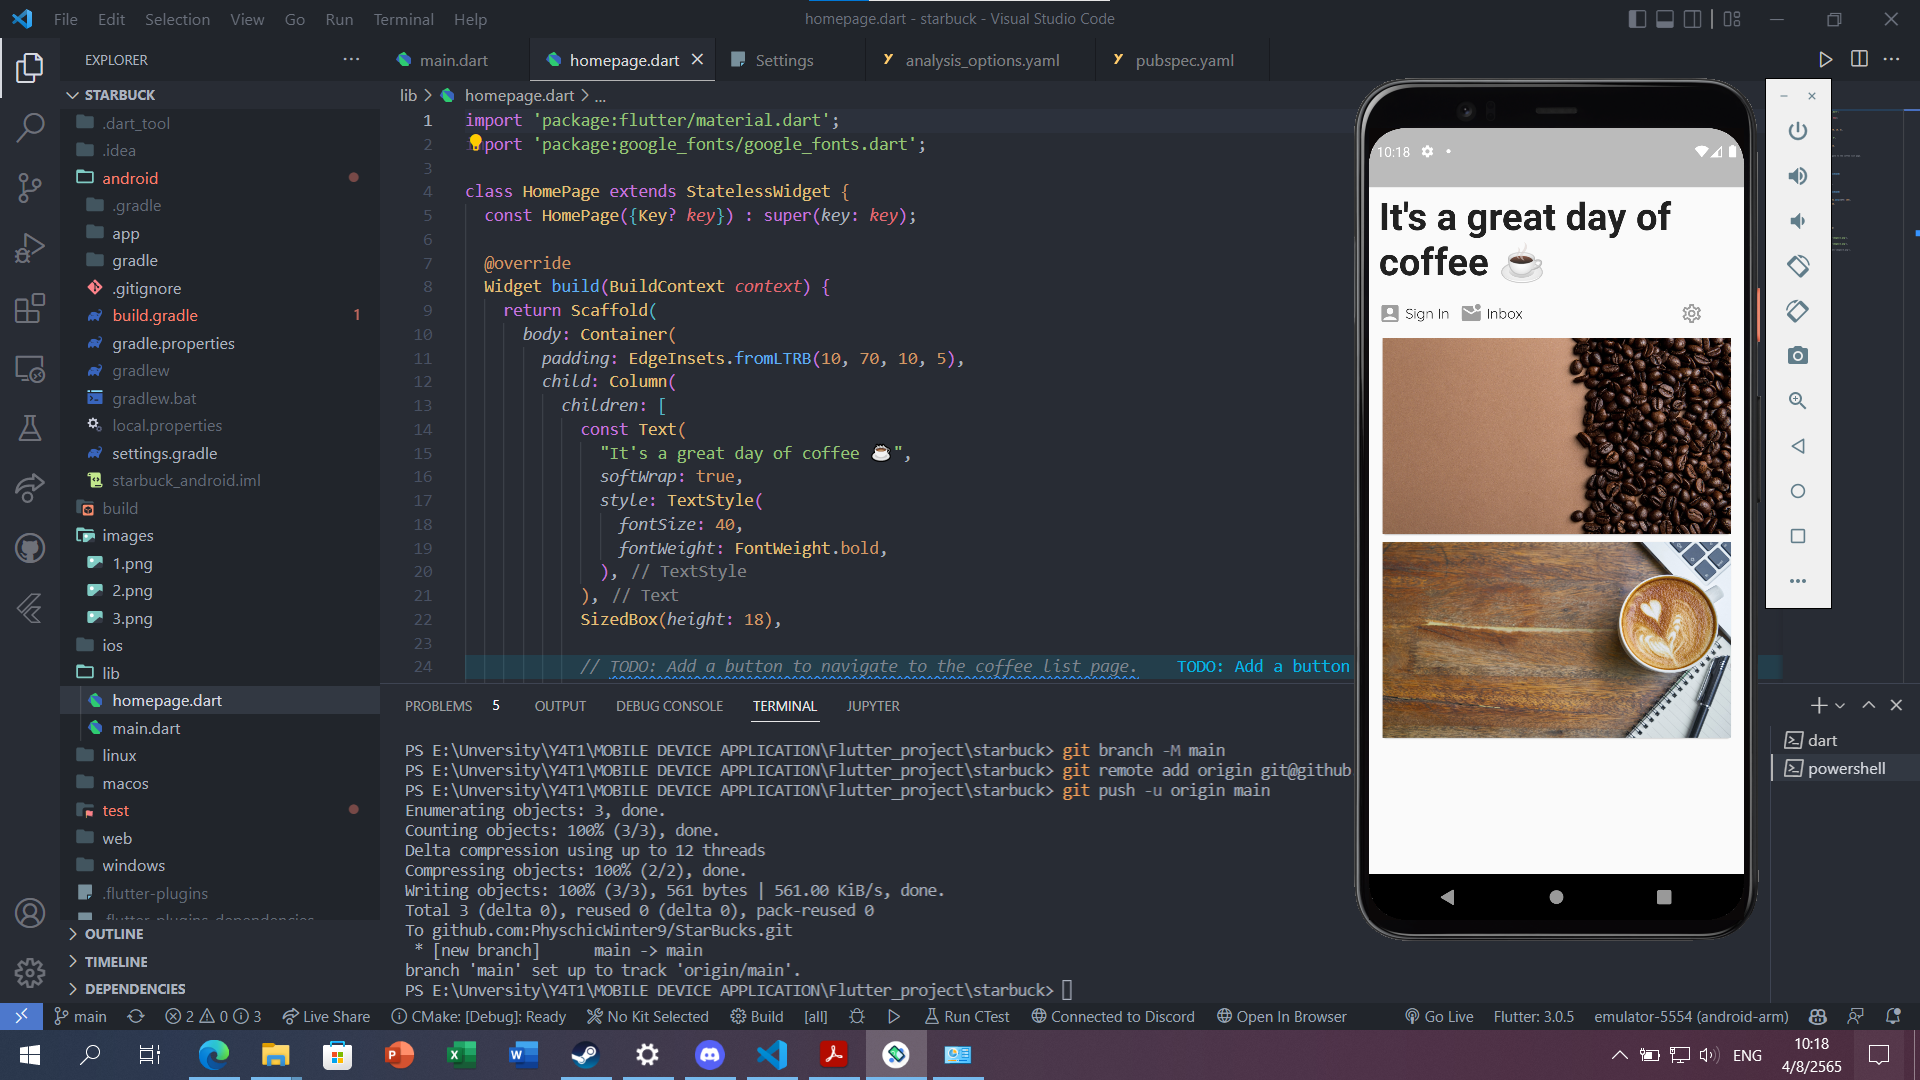 File Edit Selection View Go Run Terminal Help
homepage.dart - starbuck - Visual Studio Code
EXPLORER
main.dart
homepage.dart
Settings
analysis_options.yaml
pubspec.yaml
STARBUCK
.dart_tool
.idea
android
.gradle
app
gradle
.gitignore
build.gradle 1
gradle.properties
gradlew
gradlew.bat
local.properties
settings.gradle
starbuck_android.iml
build
images
1.png
2.png
3.png
ios
lib
homepage.dart
main.dart
linux
macos
test
web
windows
.flutter-plugins
.flutter-plugins-dependencies
OUTLINE
TIMELINE
DEPENDENCIES
lib > homepage.dart > ...
1 import 'package:flutter/material.dart';
2 port 'package:google_fonts/google_fonts.dart';
3
4 class HomePage extends StatelessWidget {
5 const HomePage({Key? key}) : super(key: key);
6
7 @override
8 Widget build(BuildContext context) {
9 return Scaffold(
10 body: Container(
11 padding: EdgeInsets.fromLTRB(10, 70, 10, 5),
12 child: Column(
13 children: [
14 const Text(
15 "It's a great day of coffee ☕",
16 softWrap: true,
17 style: TextStyle(
18 fontSize: 40,
19 fontWeight: FontWeight.bold,
20 ), // TextStyle
21 ), // Text
22 SizedBox(height: 18),
23
24 // TODO: Add a button to navigate to the coffee list page. TODO: Add a button
10:18
It's a great day of
coffee ☕
Sign In Inbox
PROBLEMS 5 OUTPUT DEBUG CONSOLE TERMINAL JUPYTER
PS E:\Unversity\Y4T1\MOBILE DEVICE APPLICATION\Flutter_project\starbuck> git branch -M main
PS E:\Unversity\Y4T1\MOBILE DEVICE APPLICATION\Flutter_project\starbuck> git remote add origin git@github
PS E:\Unversity\Y4T1\MOBILE DEVICE APPLICATION\Flutter_project\starbuck> git push -u origin main
Enumerating objects: 3, done.
Counting objects: 100% (3/3), done.
Delta compression using up to 12 threads
Compressing objects: 100% (2/2), done.
Writing objects: 100% (3/3), 561 bytes | 561.00 KiB/s, done.
Total 3 (delta 0), reused 0 (delta 0), pack-reused 0
To github.com:PhyschicWinter9/StarBucks.git
* [new branch] main -> main
branch 'main' set up to track 'origin/main'.
PS E:\Unversity\Y4T1\MOBILE DEVICE APPLICATION\Flutter_project\starbuck>
dart
powershell
main 2 0 3 Live Share CMake: [Debug]: Ready No Kit Selected Build [all] Run CTest Connected to Discord Open In Browser Go Live Flutter: 3.0.5 emulator-5554 (android-arm)
ENG
10:18
4/8/2565